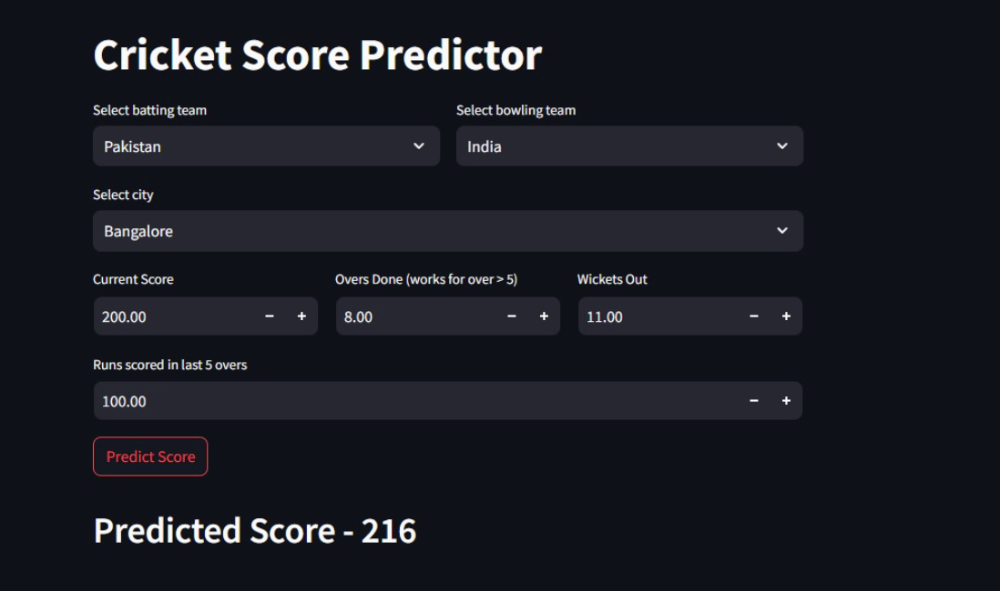 Cricket Score Predictor
Select batting team Select bowling team
Pakistan India
Select city
Bangalore
Current Score Overs Done (works for over > 5) Wickets Out
200.00 − + 8.00 − + 11.00 − +
Runs scored in last 5 overs
100.00 − +
Predict Score
Predicted Score - 216